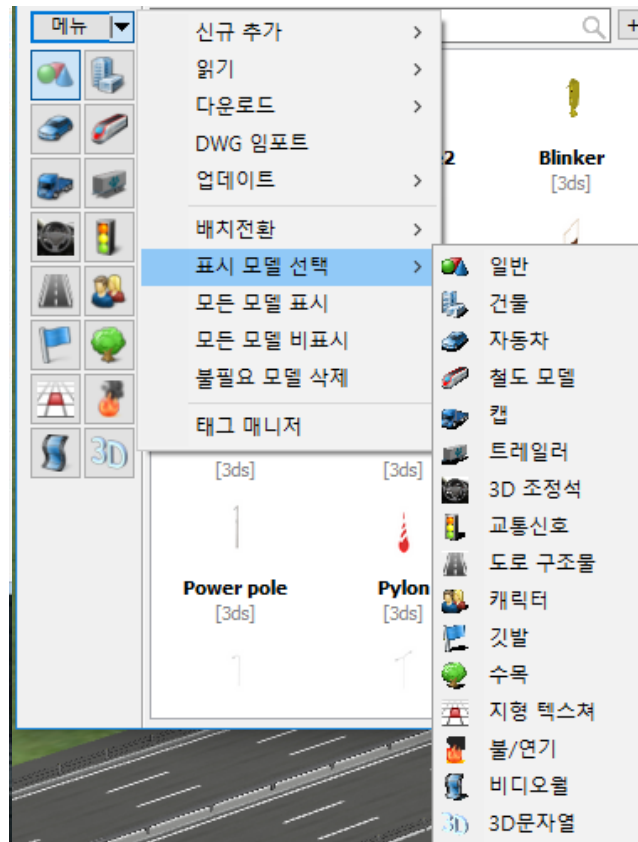 메뉴
신규 추가
읽기
다운로드
DWG 임포트
업데이트
배치전환
표시 모델 선택
모든 모델 표시
모든 모델 비표시
불필요 모델 삭제
태그 매니저
+
2
Blinker
[3ds]
[3ds]
[3ds]
Power pole
[3ds]
Pylon
[3ds]
3D
일반
건물
자동차
철도 모델
캡
트레일러
3D 조정석
교통신호
도로 구조물
캐릭터
깃발
수목
지형 텍스쳐
불/연기
비디오월
3D 3D문자열